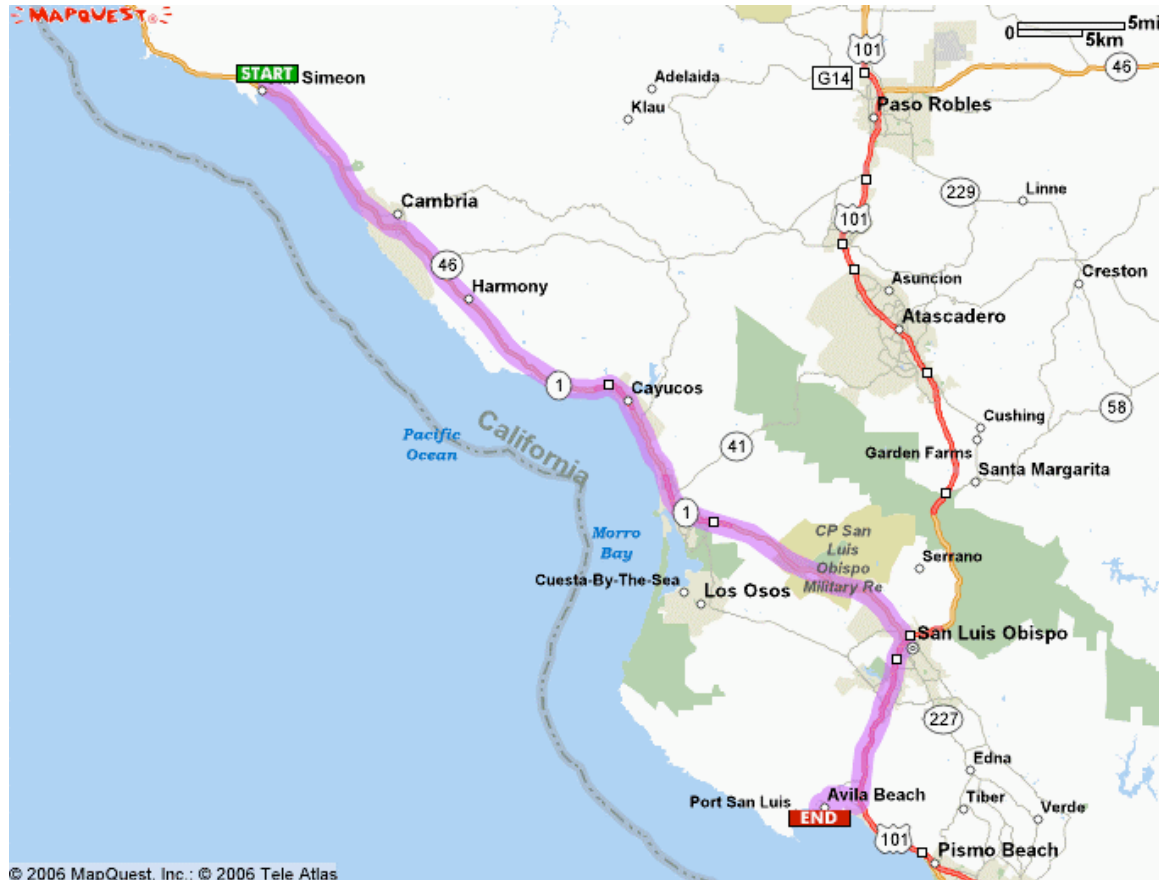 MAPQUEST
START
Simeon
5mi
0
5km
101
46
G14
Adelaida
Klau
Paso Robles
229
Linne
101
Cambria
46
Harmony
Asuncion
Creston
Atascadero
1
Cayucos
58
Cushing
California
Pacific
Ocean
41
Garden Farms
Santa Margarita
1
Morro
Bay
CP San
Luis
Obispo
Military Re
Serrano
Cuesta-By-The-Sea
Los Osos
San Luis Obispo
227
Edna
Port San Luis
Avila Beach
END
Tiber
Verde
101
Pismo Beach
© 2006 MapQuest, Inc.; © 2006 Tele Atlas